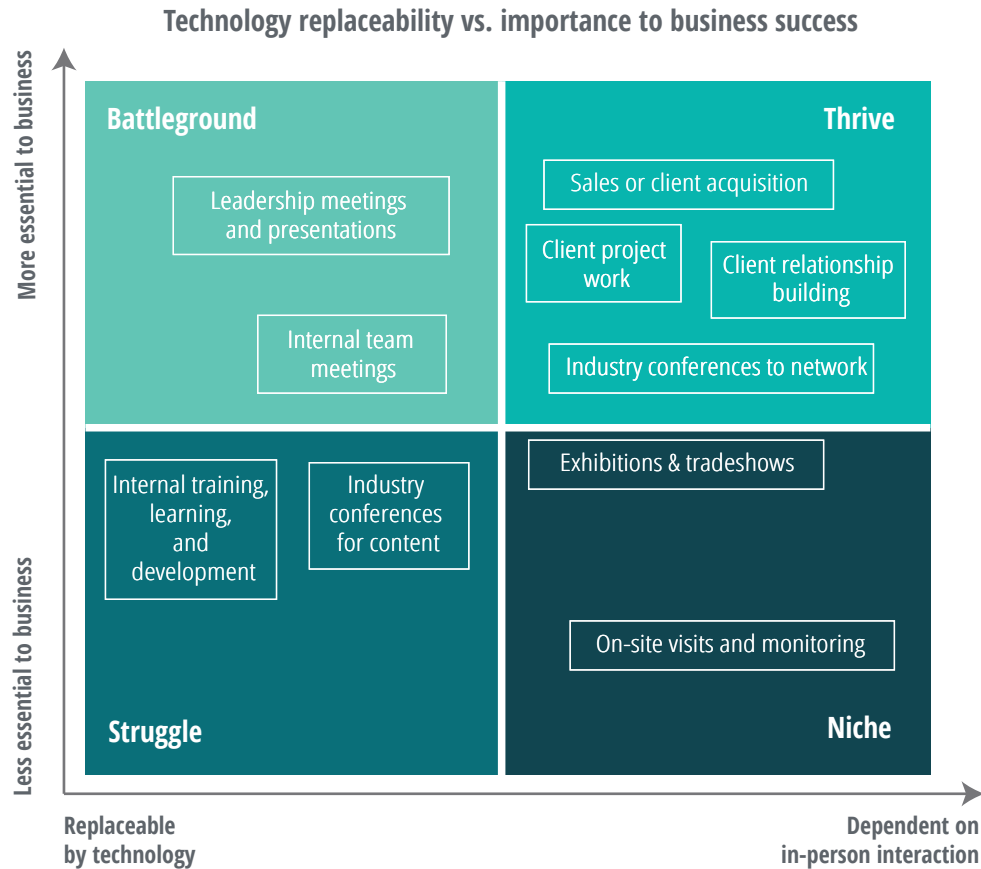 Technology replaceability vs. importance to business success
More essential to business
Less essential to business
Battleground
Leadership meetings
and presentations
Internal team
meetings
Thrive
Sales or client acquisition
Client project
work
Client relationship
building
Industry conferences to network
Internal training,
learning,
and
development
Industry
conferences
for content
Struggle
Exhibitions & tradeshows
On-site visits and monitoring
Niche
Replaceable
by technology
Dependent on
in-person interaction